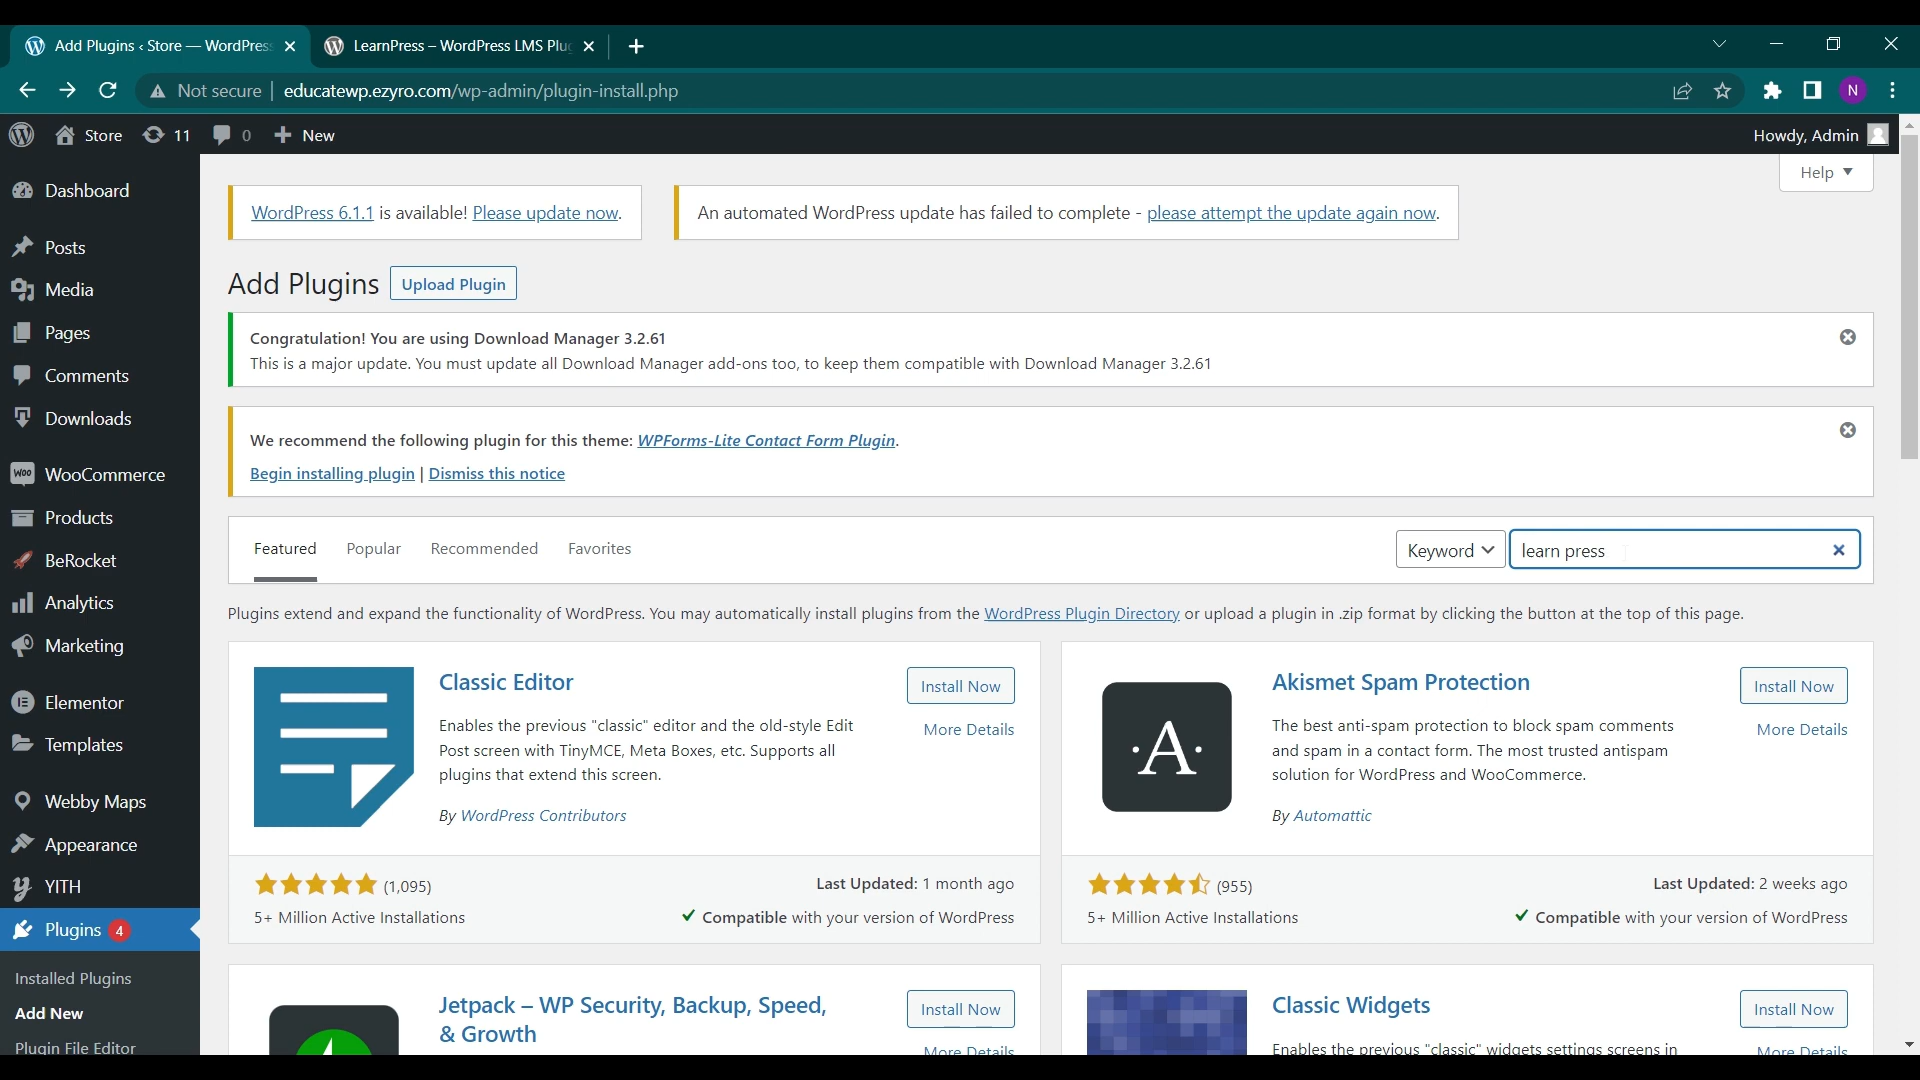 Add Plugins ‹ Store — WordPress
LearnPress – WordPress LMS Plug
Not secure
educatewp.ezyro.com/wp-admin/plugin-install.php
N
Store
11
0
New
Howdy, Admin
Help
Dashboard
Posts
Media
Pages
Comments
Downloads
WooCommerce
Products
BeRocket
Analytics
Marketing
Elementor
Templates
Webby Maps
Appearance
YITH
Plugins 4
Installed Plugins
Add New
Plugin File Editor
WordPress 6.1.1 is available! Please update now.
An automated WordPress update has failed to complete - please attempt the update again now.
Add Plugins
Upload Plugin
Congratulation! You are using Download Manager 3.2.61
This is a major update. You must update all Download Manager add-ons too, to keep them compatible with Download Manager 3.2.61
We recommend the following plugin for this theme: WPForms-Lite Contact Form Plugin.
Begin installing plugin | Dismiss this notice
Featured
Popular
Recommended
Favorites
Keyword
learn press
Plugins extend and expand the functionality of WordPress. You may automatically install plugins from the WordPress Plugin Directory or upload a plugin in .zip format by clicking the button at the top of this page.
Classic Editor
Install Now
More Details
Enables the previous "classic" editor and the old-style Edit
Post screen with TinyMCE, Meta Boxes, etc. Supports all
plugins that extend this screen.
By WordPress Contributors
(1,095)
Last Updated: 1 month ago
5+ Million Active Installations
Compatible with your version of WordPress
·A·
Akismet Spam Protection
Install Now
More Details
The best anti-spam protection to block spam comments
and spam in a contact form. The most trusted antispam
solution for WordPress and WooCommerce.
By Automattic
(955)
Last Updated: 2 weeks ago
5+ Million Active Installations
Compatible with your version of WordPress
Jetpack – WP Security, Backup, Speed,
& Growth
Install Now
More Details
Classic Widgets
Install Now
Enables the previous "classic" widgets settings screens in
More Details